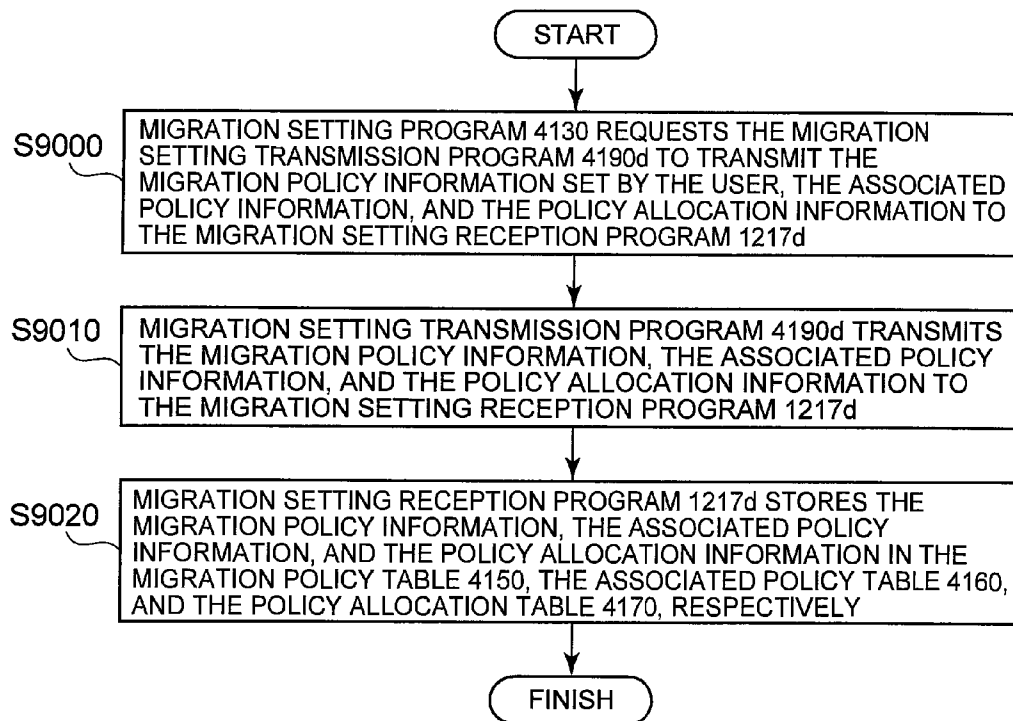 START
S9000
MIGRATION SETTING PROGRAM 4130 REQUESTS THE MIGRATION
SETTING TRANSMISSION PROGRAM 4190d TO TRANSMIT THE
MIGRATION POLICY INFORMATION SET BY THE USER, THE ASSOCIATED
POLICY INFORMATION, AND THE POLICY ALLOCATION INFORMATION TO
THE MIGRATION SETTING RECEPTION PROGRAM 1217d
S9010
MIGRATION SETTING TRANSMISSION PROGRAM 4190d TRANSMITS
THE MIGRATION POLICY INFORMATION, THE ASSOCIATED POLICY
INFORMATION, AND THE POLICY ALLOCATION INFORMATION TO
THE MIGRATION SETTING RECEPTION PROGRAM 1217d
S9020
MIGRATION SETTING RECEPTION PROGRAM 1217d STORES THE
MIGRATION POLICY INFORMATION, THE ASSOCIATED POLICY
INFORMATION, AND THE POLICY ALLOCATION INFORMATION IN THE
MIGRATION POLICY TABLE 4150, THE ASSOCIATED POLICY TABLE 4160,
AND THE POLICY ALLOCATION TABLE 4170, RESPECTIVELY
FINISH